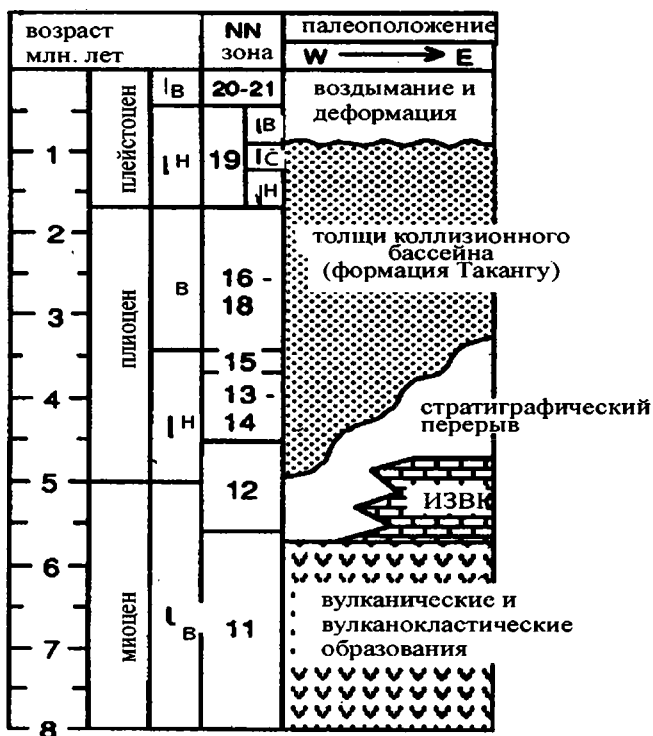 возраст
млн. лет
NN
зона
палеоположение
W E
плейстоцен
В
20-21
воздымание и
деформация
1
Н
19
В
С
Н
2
плиоцен
В
16 -
18
толщи коллизионного
бассейна
(формация Такангу)
3
15
4
Н
13 -
14
стратиграфический
перерыв
5
12
ИЗВК
6
миоцен
В
11
вулканические и
вулканокластические
образования
7
8